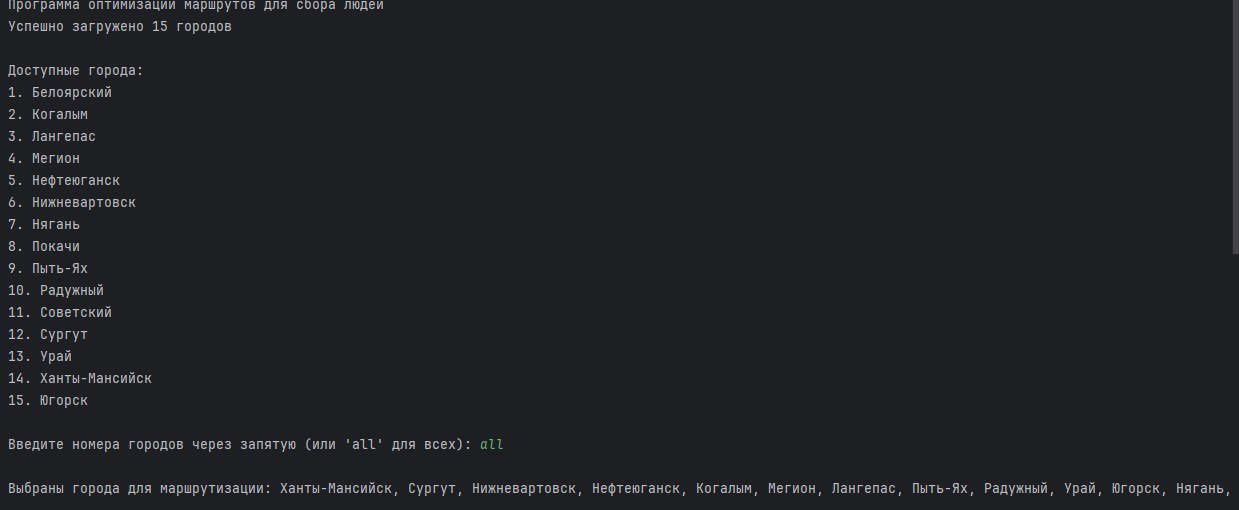 Программа оптимизации маршрутов для сбора людей
Успешно загружено 15 городов
Доступные города:
1. Белоярский
2. Когалым
3. Лангепас
4. Мегион
5. Нефтеюганск
6. Нижневартовск
7. Нягань
8. Покачи
9. Пыть-Ях
10. Радужный
11. Советский
12. Сургут
13. Урай
14. Ханты-Мансийск
15. Югорск
Введите номера городов через запятую (или 'all' для всех): all
Выбраны города для маршрутизации: Ханты-Мансийск, Сургут, Нижневартовск, Нефтеюганск, Когалым, Мегион, Лангепас, Пыть-Ях, Радужный, Урай, Югорск, Нягань,